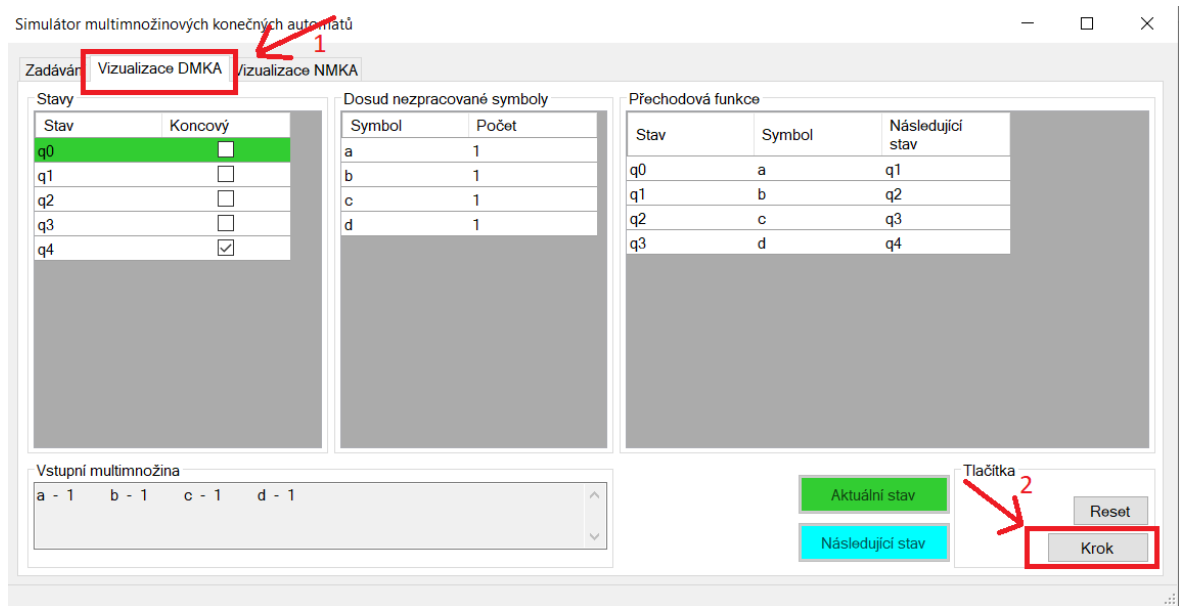 Simulátor multimnožinových konečných automatů
1
Zadáván Vizualizace DMKA Vizualizace NMKA
Stavy
Stav Koncový
q0
q1
q2
q3
q4
Dosud nezpracované symboly
Symbol Počet
a 1
b 1
c 1
d 1
Přechodová funkce
Stav Symbol Následující stav
q0 a q1
q1 b q2
q2 c q3
q3 d q4
Vstupní multimnožina
a - 1 b - 1 c - 1 d - 1
Aktuální stav
Následující stav
Tlačítka
2
Reset
Krok